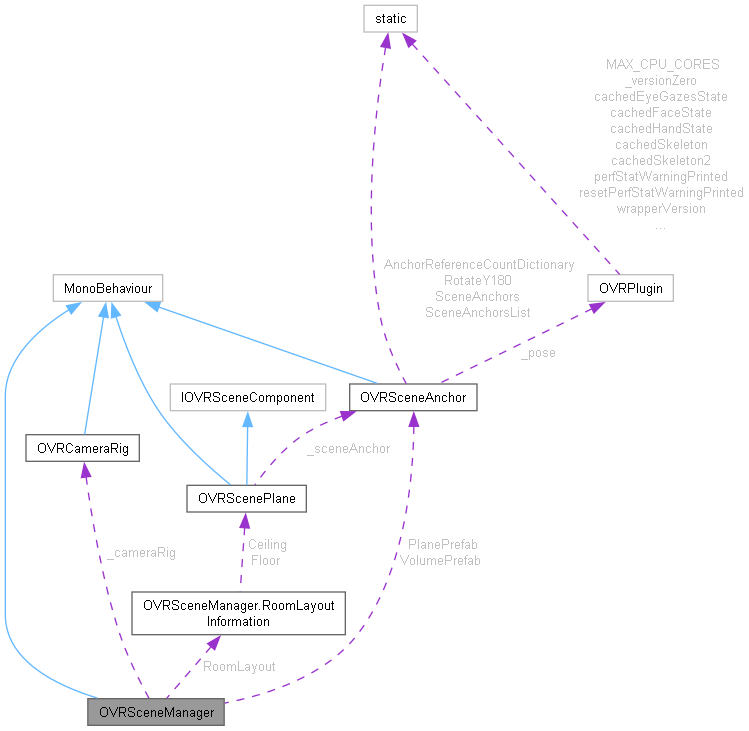 static
MAX_CPU_CORES
_versionZero
cachedEyeGazesState
cachedFaceState
cachedHandState
cachedSkeleton
cachedSkeleton2
perfStatWarningPrinted
resetPerfStatWarningPrinted
wrapperVersion
...
AnchorReferenceCountDictionary
RotateY180
SceneAnchors
SceneAnchorsList
MonoBehaviour
OVRPlugin
_pose
IOVRSceneComponent
OVRSceneAnchor
OVRCameraRig
_sceneAnchor
OVRScenePlane
_cameraRig
Ceiling
Floor
PlanePrefab
VolumePrefab
OVRSceneManager.RoomLayout
Information
RoomLayout
OVRSceneManager